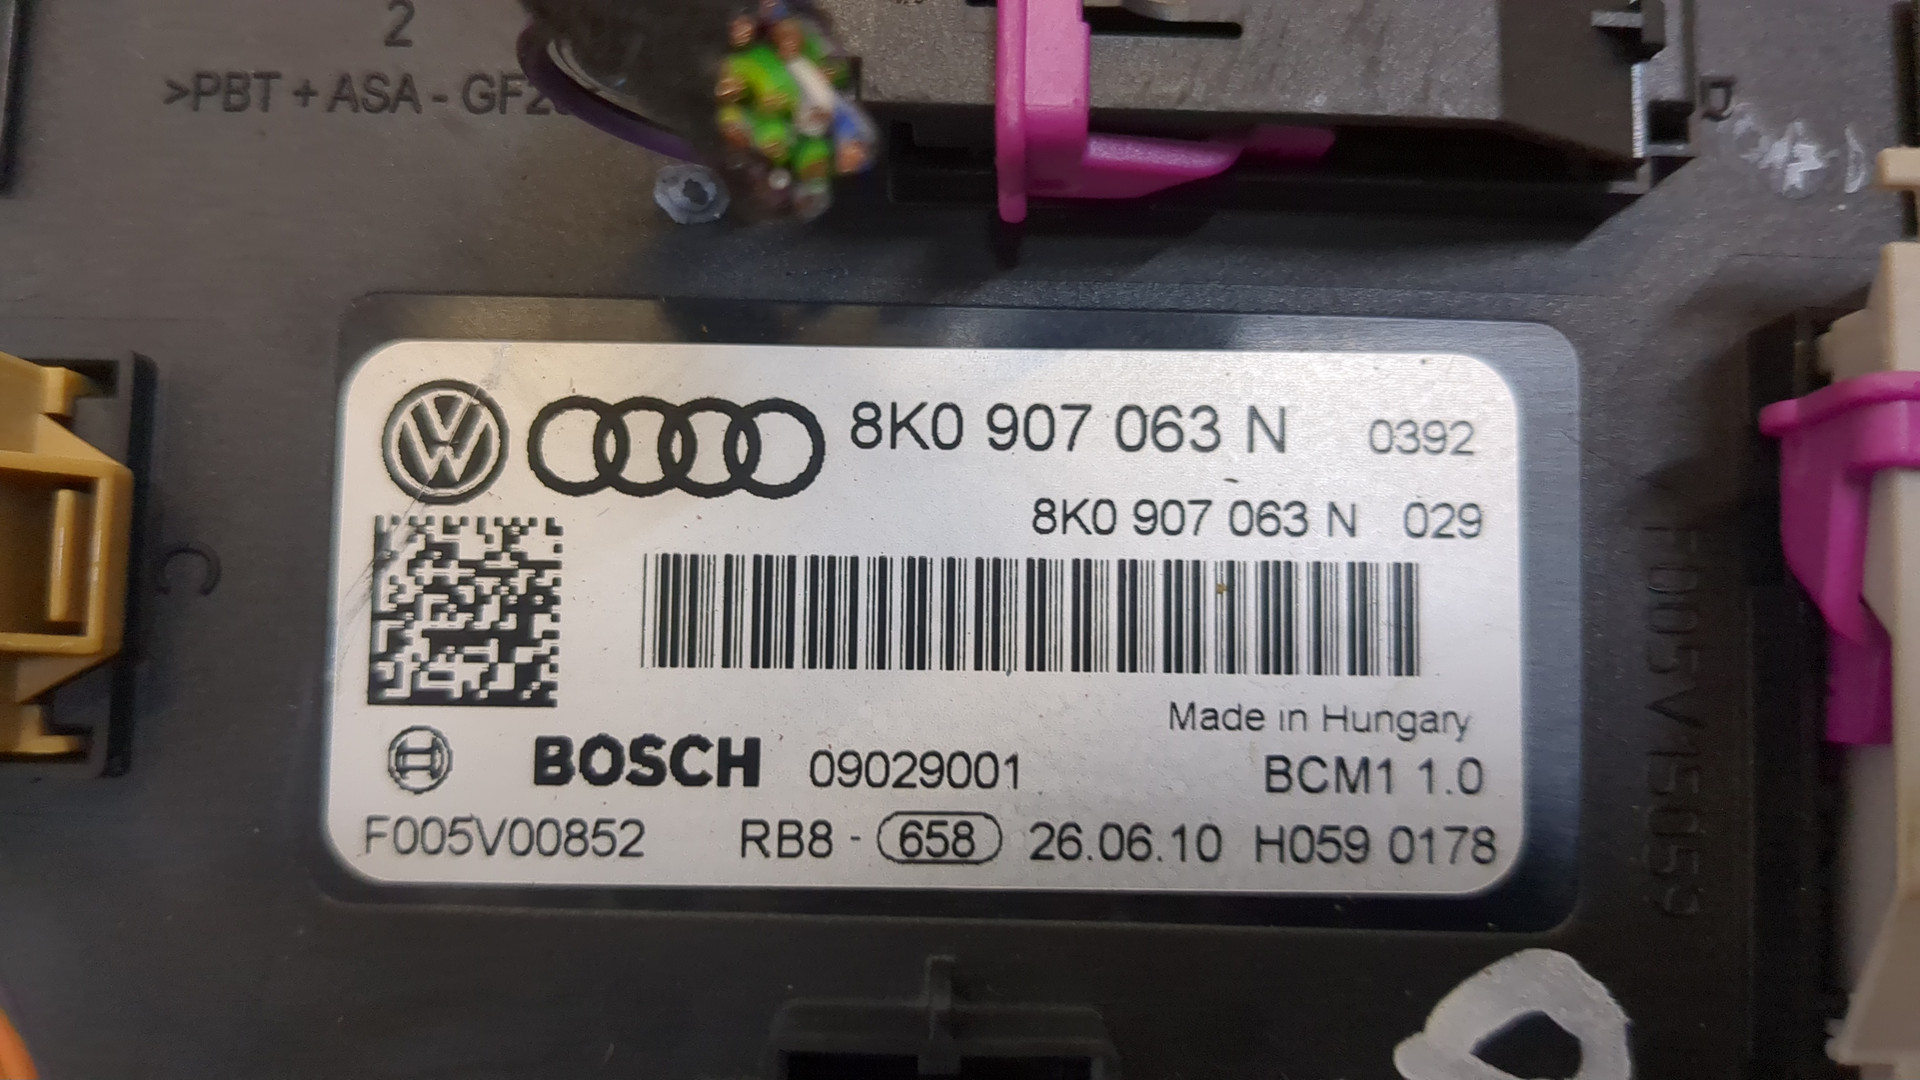 2
>PBT + ASA - GF2
8K0 907 063 N 0392
8K0 907 063 N 029
Made in Hungary
BOSCH 09029001 BCM1 1.0
F005V00852 RB8 - 658 26.06.10 H059 0178
C
F005V15059